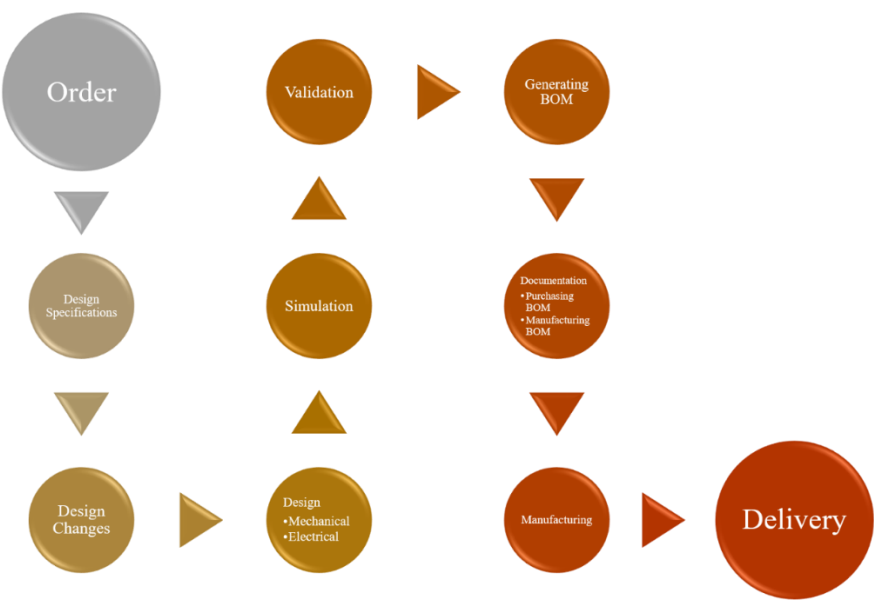 Order
Design
Specifications
Design
Changes
Design
•Mechanical
•Electrical
Simulation
Validation
Generating
BOM
Documentation
•Purchasing
BOM
•Manufacturing
BOM
Manufacturing
Delivery